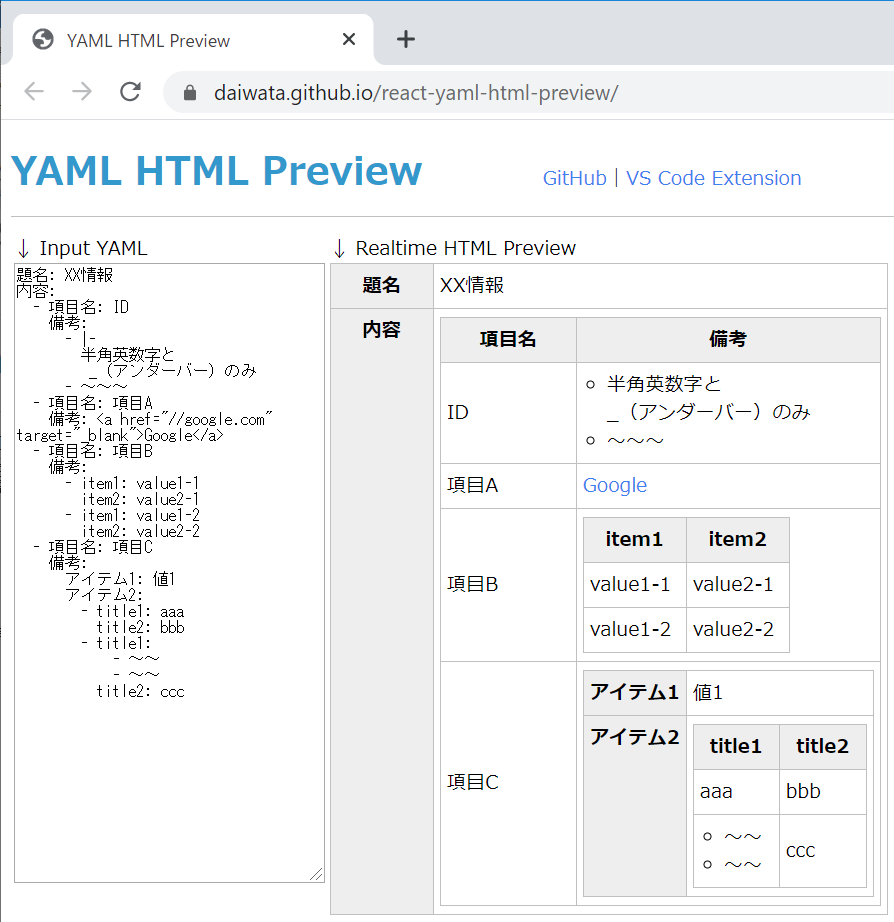 YAML HTML Preview
daiwata.github.io/react-yaml-html-preview/
YAML HTML Preview
GitHub | VS Code Extension
↓ Input YAML
題名: XX情報
内容:
  - 項目名: ID
    備考:
      - |-
        半角英数字と
        _（アンダーバー）のみ
      - ～～～
  - 項目名: 項目A
    備考: <a href="//google.com"
target="_blank">Google</a>
  - 項目名: 項目B
    備考:
      - item1: value1-1
        item2: value2-1
      - item1: value1-2
        item2: value2-2
  - 項目名: 項目C
    備考:
      アイテム1: 値1
      アイテム2:
        - title1: aaa
          title2: bbb
        - title1:
            - ～～
            - ～～
          title2: ccc
↓ Realtime HTML Preview
題名 XX情報
内容
項目名 備考
ID
半角英数字と
_（アンダーバー）のみ
～～～
項目A Google
項目B
item1 item2
value1-1 value2-1
value1-2 value2-2
項目C
アイテム1 値1
アイテム2
title1 title2
aaa bbb
～～
～～
ccc